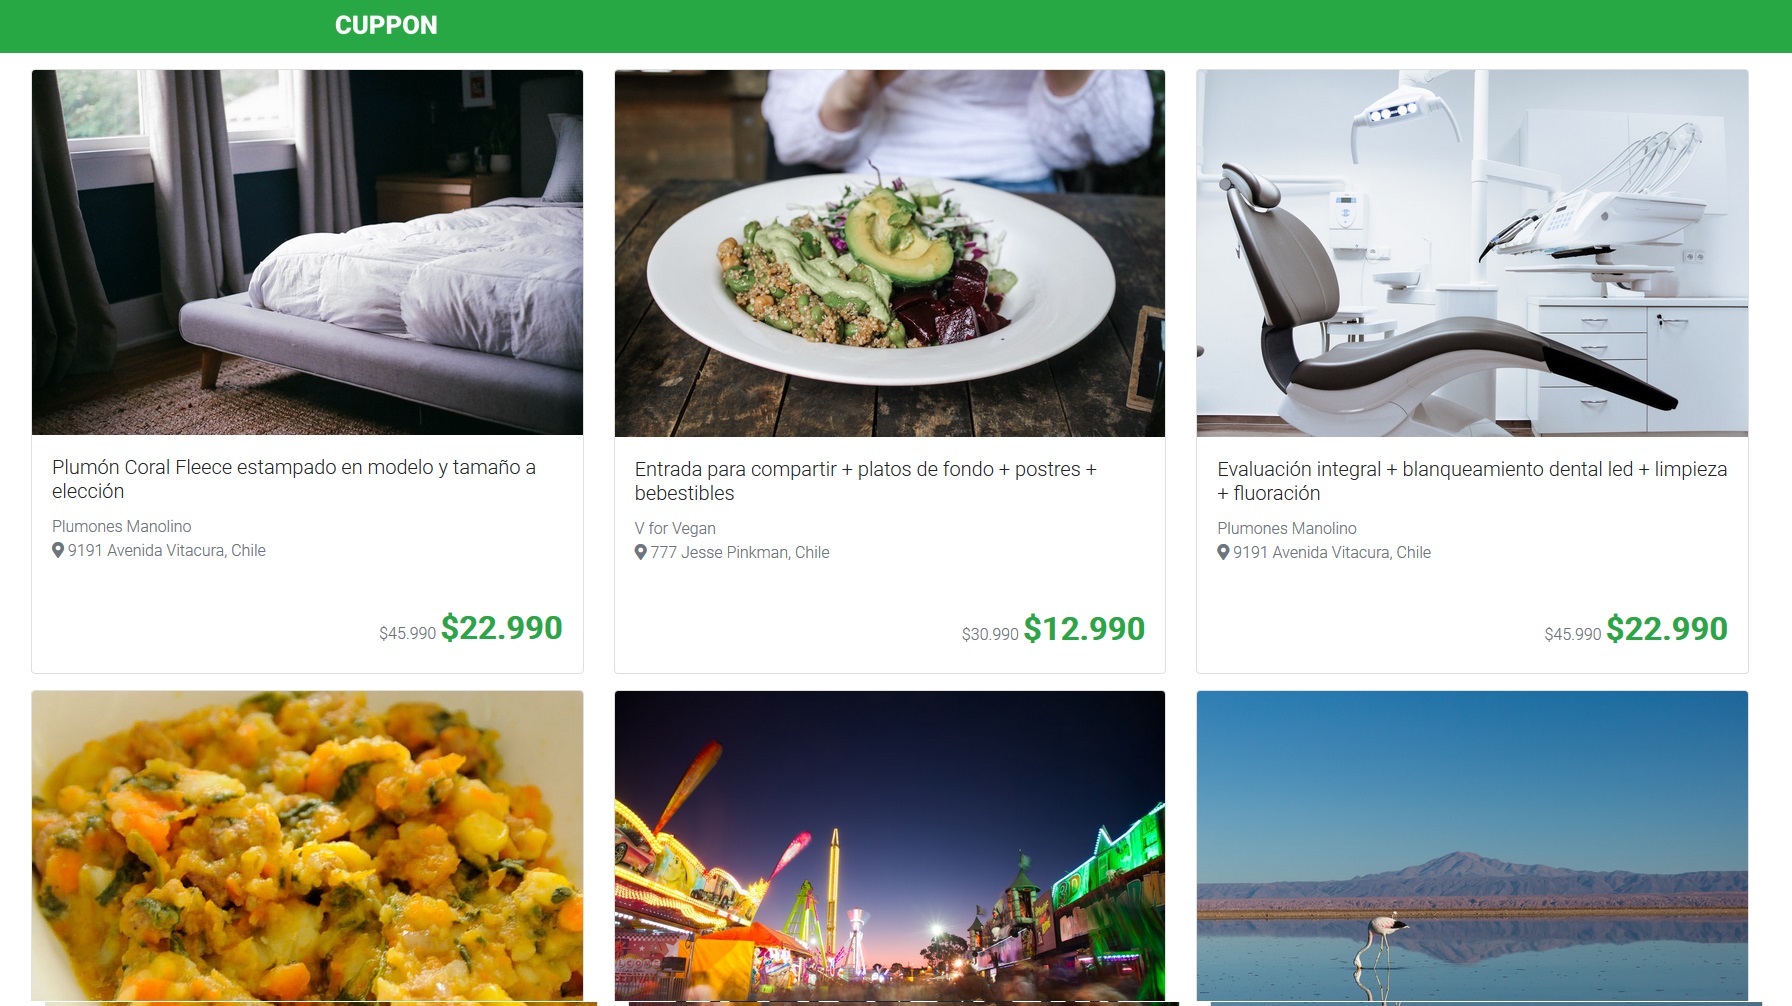 CUPPON
Plumón Coral Fleece estampado en modelo y tamaño a
elección
Plumones Manolino
9191 Avenida Vitacura, Chile
$45.990 $22.990
Entrada para compartir + platos de fondo + postres +
bebestibles
V for Vegan
777 Jesse Pinkman, Chile
$30.990 $12.990
Evaluación integral + blanqueamiento dental led + limpieza
+ fluoración
Plumones Manolino
9191 Avenida Vitacura, Chile
$45.990 $22.990